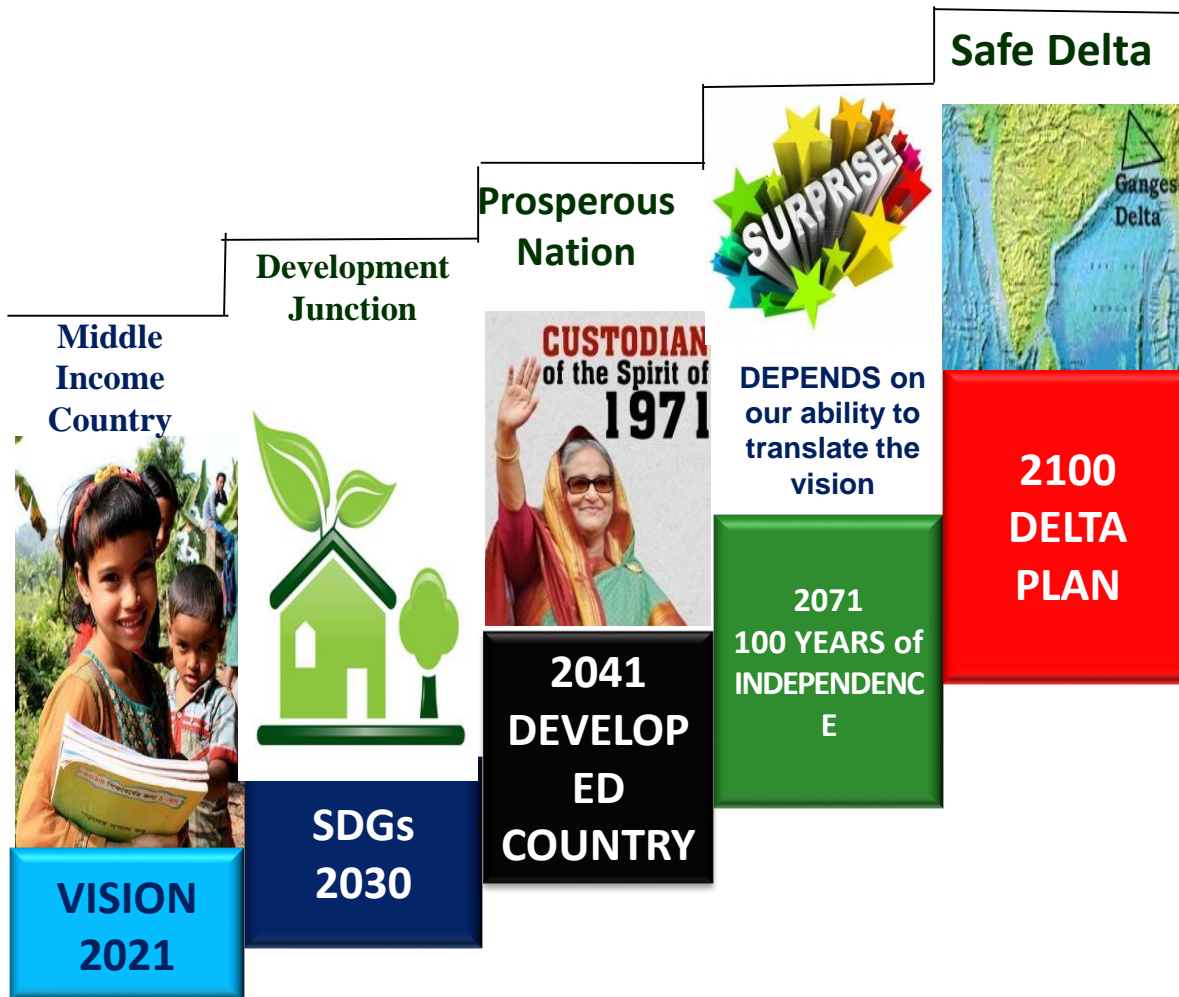 Middle
Income
Country
VISION
2021
Development
Junction
SDGs
2030
Prosperous
Nation
CUSTODIAN
of the Spirit of
1971
2041
DEVELOP
ED
COUNTRY
SURPRISE!
DEPENDS on
our ability to
translate the
vision
2071
100 YEARS of
INDEPENDENC
E
Safe Delta
Ganges
Delta
2100
DELTA
PLAN